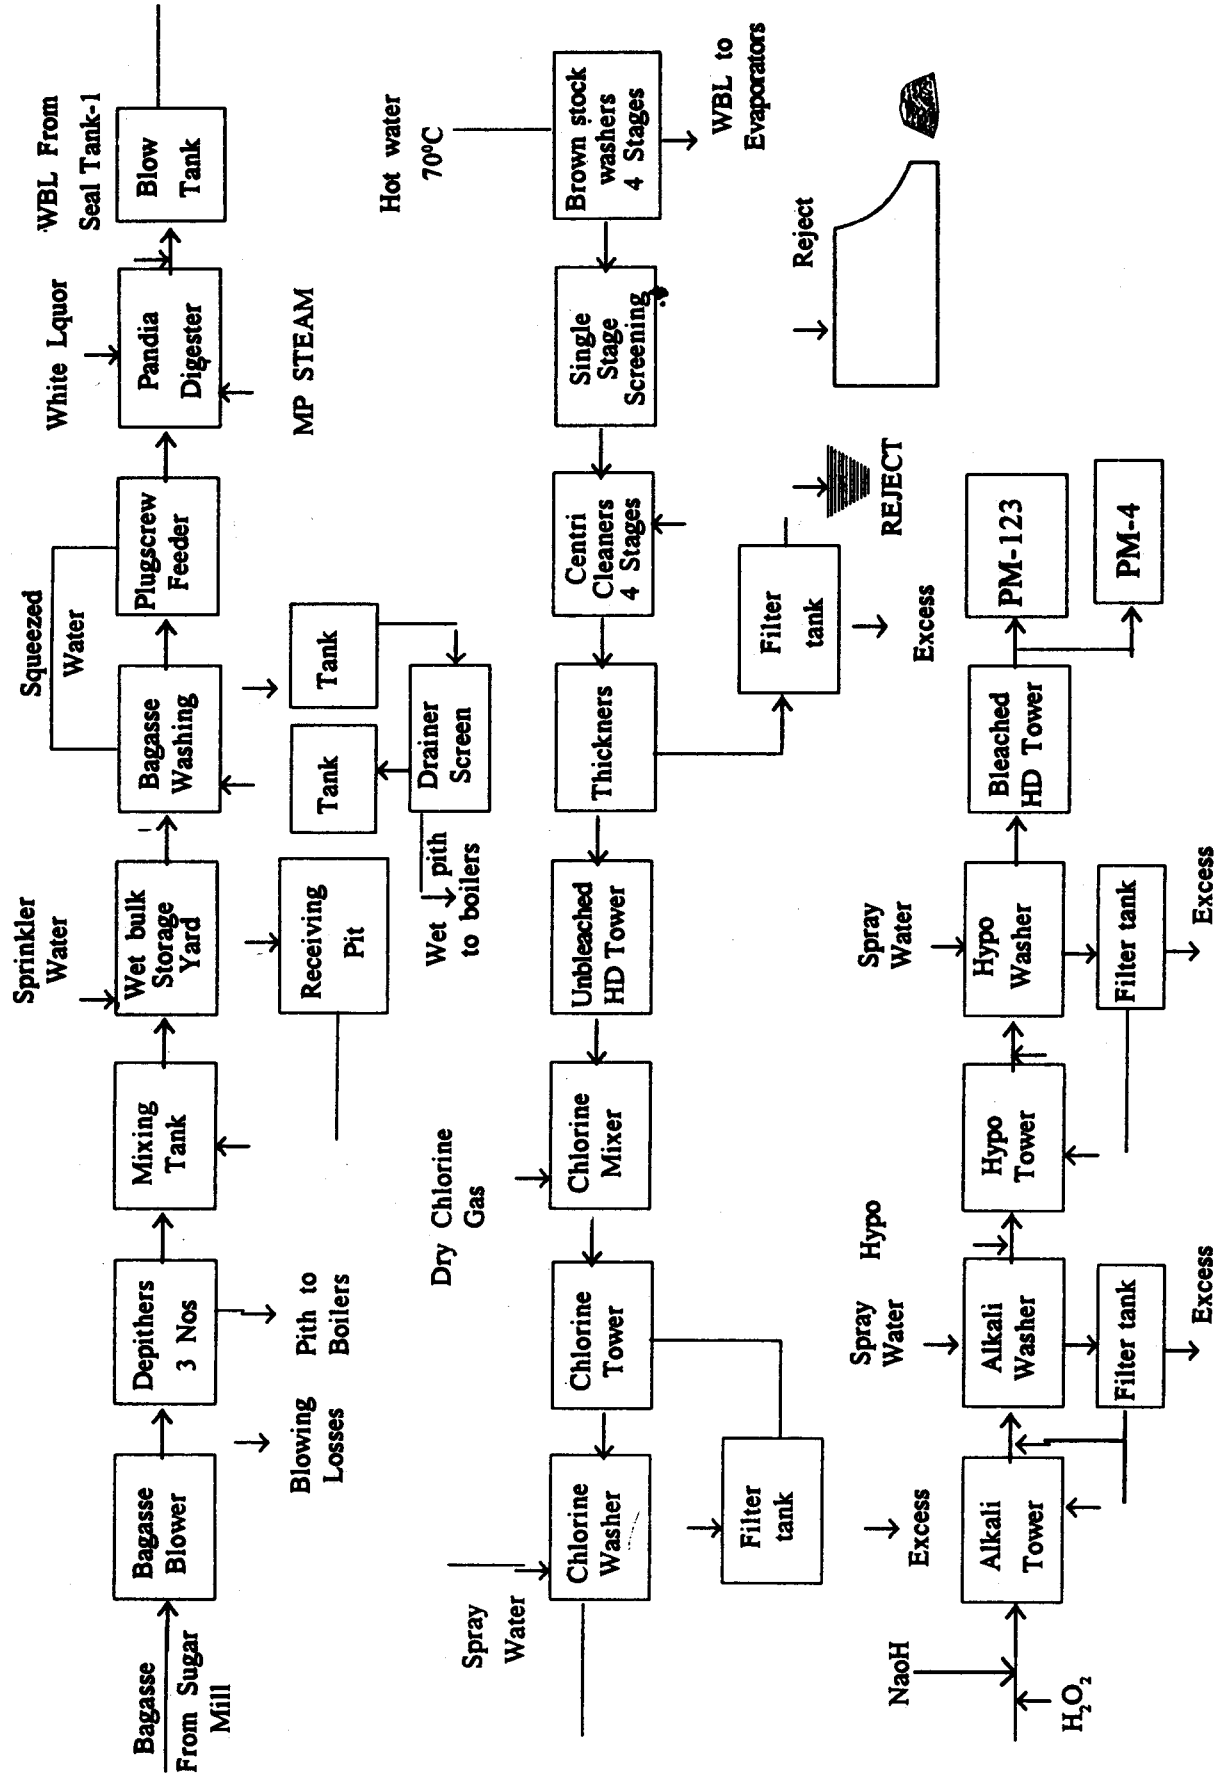 Bagasse
From Sugar
Mill
Bagasse
Blower
Blowing
Losses
Depithers
3 Nos
Pith to
Boilers
Mixing
Tank
Sprinkler
Water
Wet bulk
Storage
Yard
Receiving
Pit
Squeezed
Water
Bagasse
Washing
Tank
Tank
Drainer
Screen
Wet pith
to boilers
Plugscrew
Feeder
White Lquor
Pandia
Digester
MP STEAM
WBL From
Seal Tank-1
Blow
Tank
Hot water
70⁰C
Brown stock
washers
4 Stages
WBL to
Evaporators
Single
Stage
Screening
Reject
Centri
Cleaners
4 Stages
REJECT
Thickners
Filter
tank
Excess
Unbleached
HD Tower
Dry Chlorine
Gas
Chlorine
Mixer
Chlorine
Tower
Spray
Water
Chlorine
Washer
Filter
tank
Excess
NaoH
H₂O₂
Alkali
Tower
Spray
Water
Alkali
Washer
Filter tank
Excess
Hypo
Hypo
Tower
Spray
Water
Hypo
Washer
Filter tank
Excess
Bleached
HD Tower
PM-123
PM-4